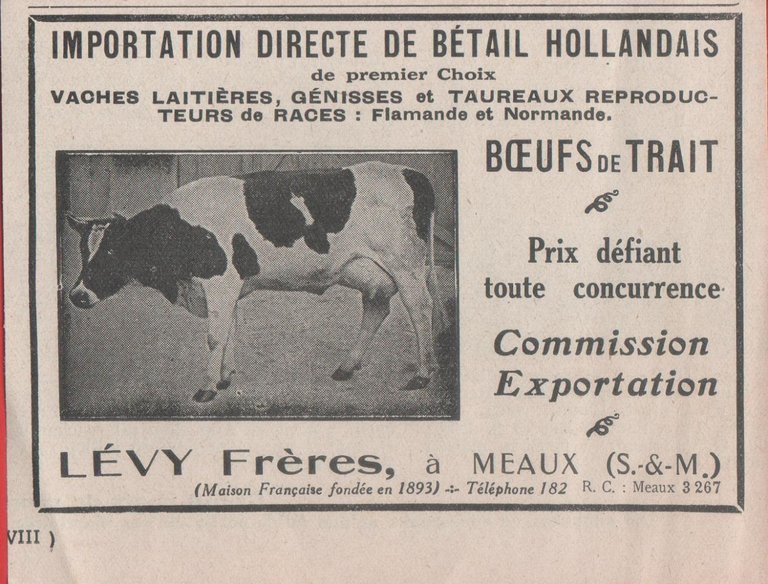 IMPORTATION DIRECTE DE BÉTAIL HOLLANDAIS
de premier Choix
VACHES LAITIÈRES, GÉNISSES et TAUREAUX REPRODUC-
TEURS de RACES : Flamande et Normande.
BŒUFS DE TRAIT
Prix défiant
toute concurrence
Commission
Exportation
LÉVY Frères, à MEAUX (S.-&-M.)
(Maison Française fondée en 1893) -:- Téléphone 182 R. C. : Meaux 3267
VIII )